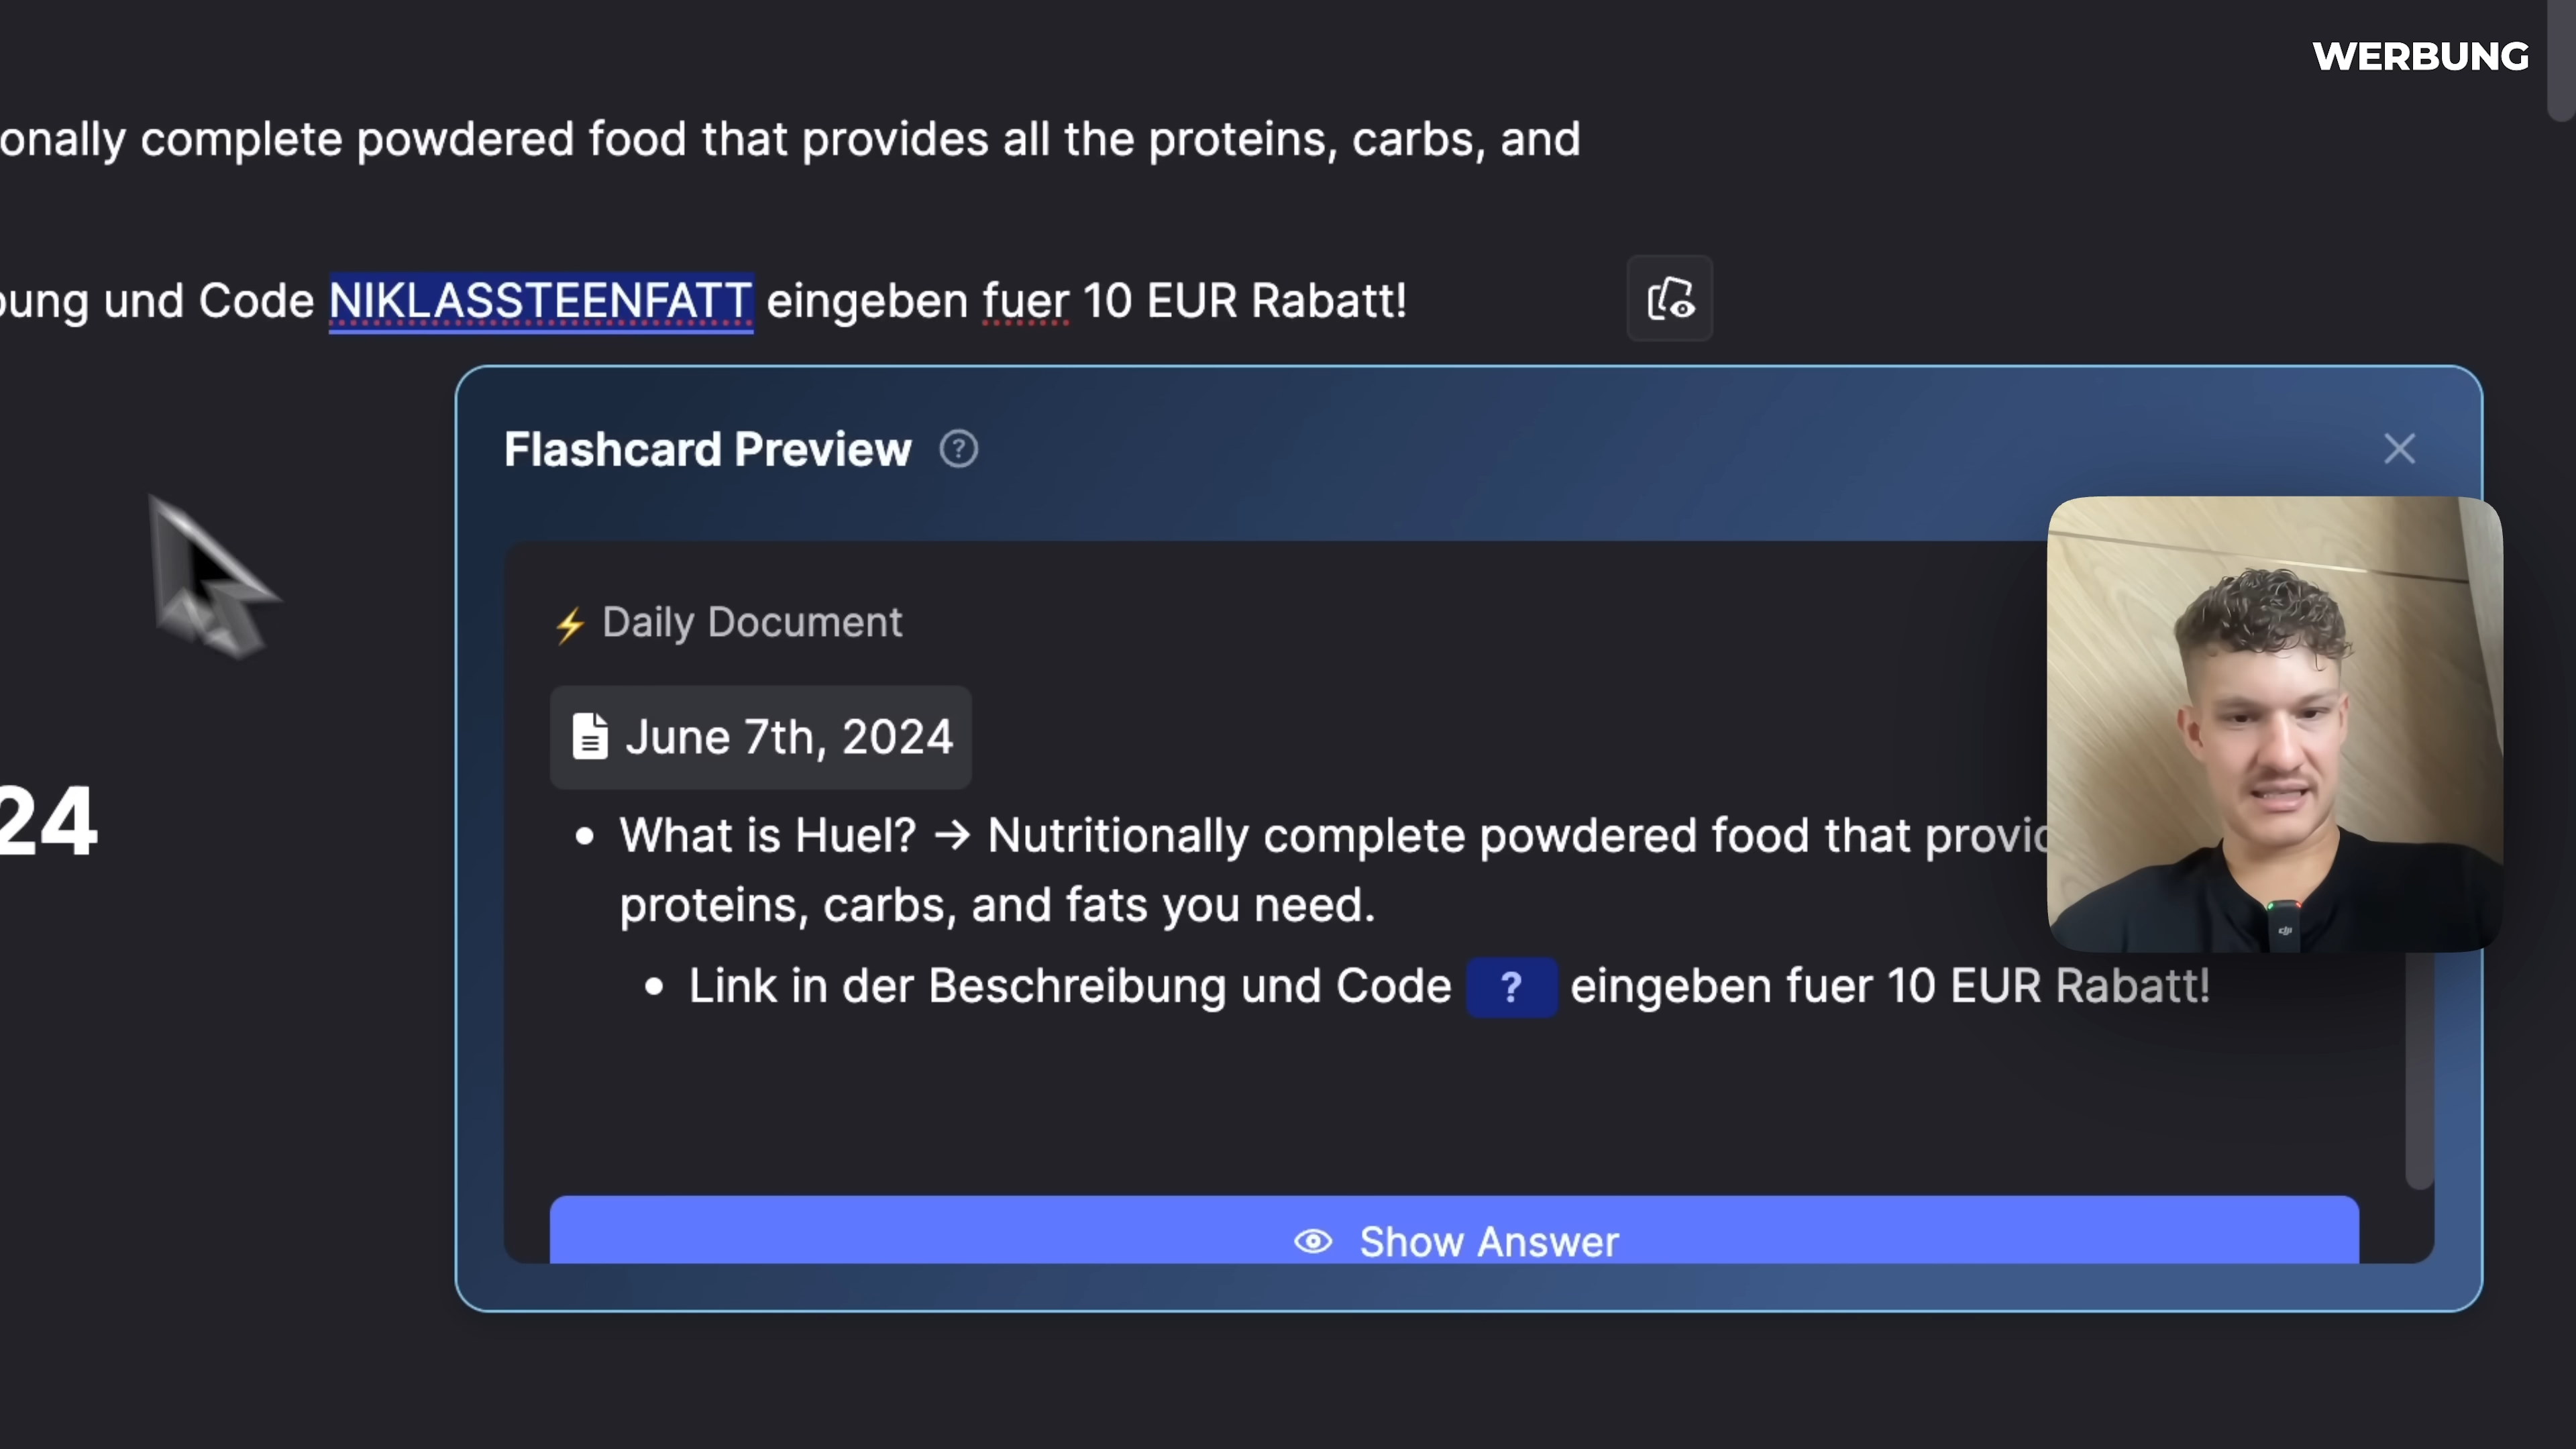 WERBUNG
onally complete powdered food that provides all the proteins, carbs, and
ung und Code NIKLASSTEENFATT eingeben fuer 10 EUR Rabatt!
Flashcard Preview ?
⚡ Daily Document
June 7th, 2024
24
• What is Huel? → Nutritionally complete powdered food that provid
proteins, carbs, and fats you need.
• Link in der Beschreibung und Code ? eingeben fuer 10 EUR Rabatt!
Show Answer
dji